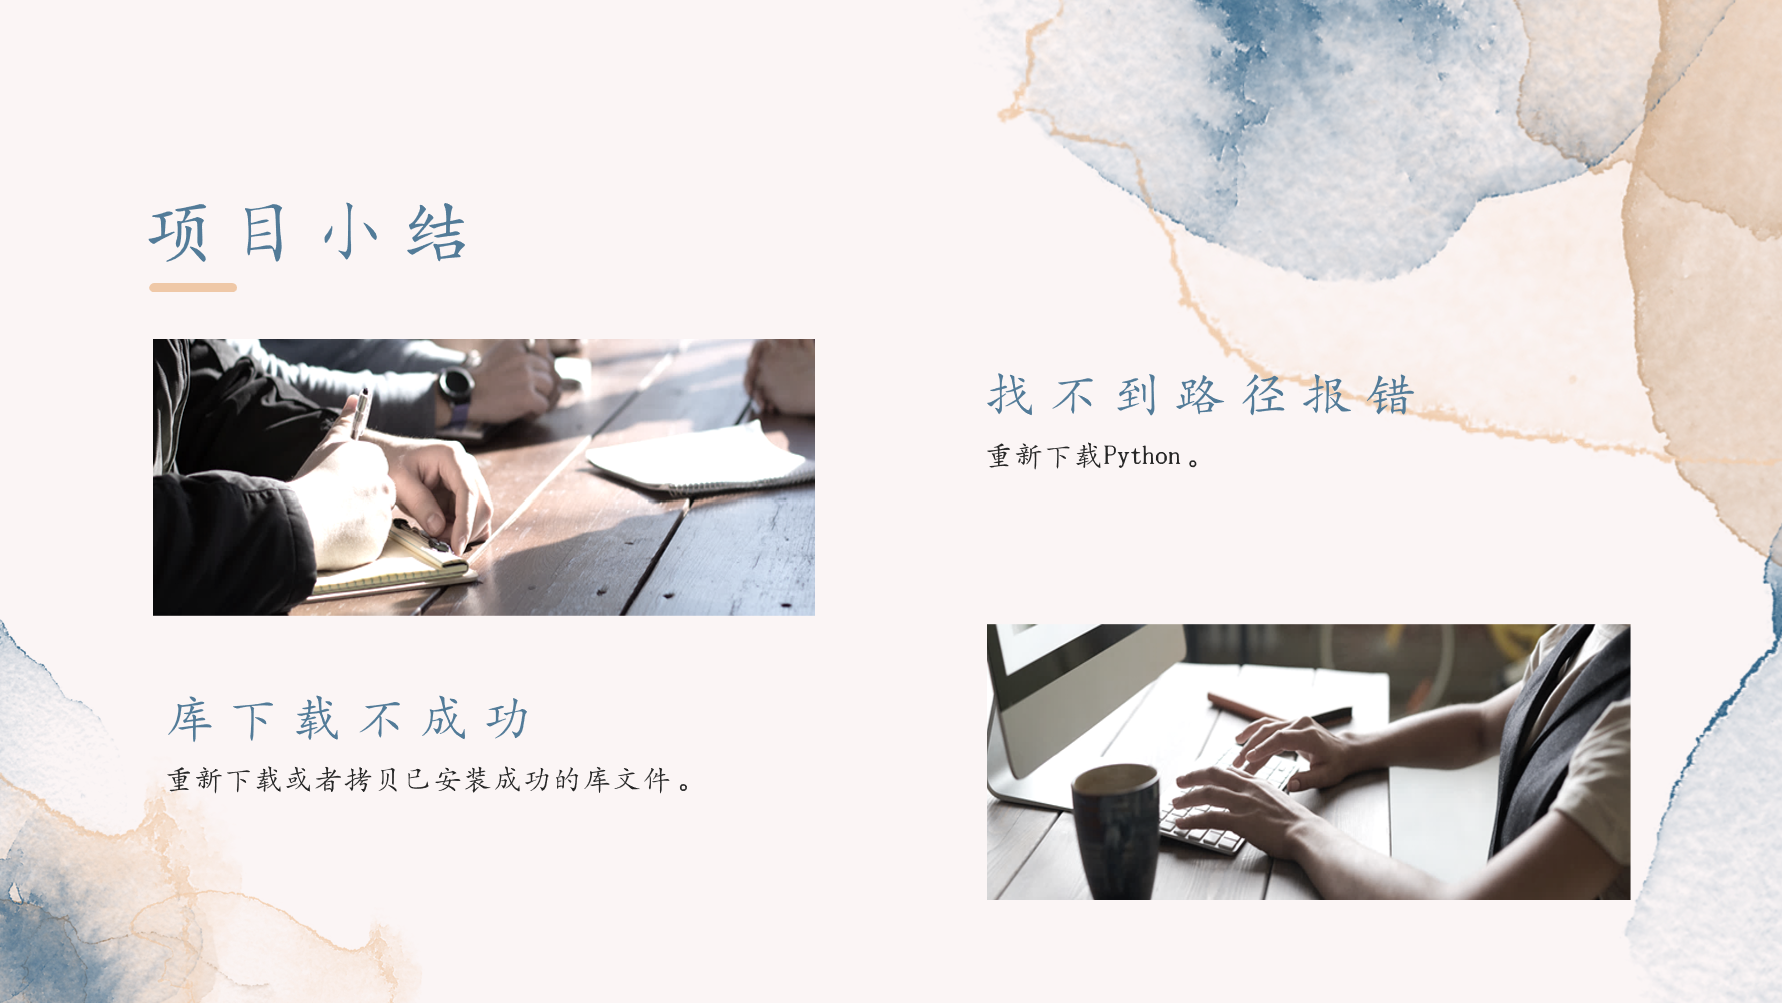 项目小结
找不到路径报错
重新下载Python。
库下载不成功
重新下载或者拷贝已安装成功的库文件。